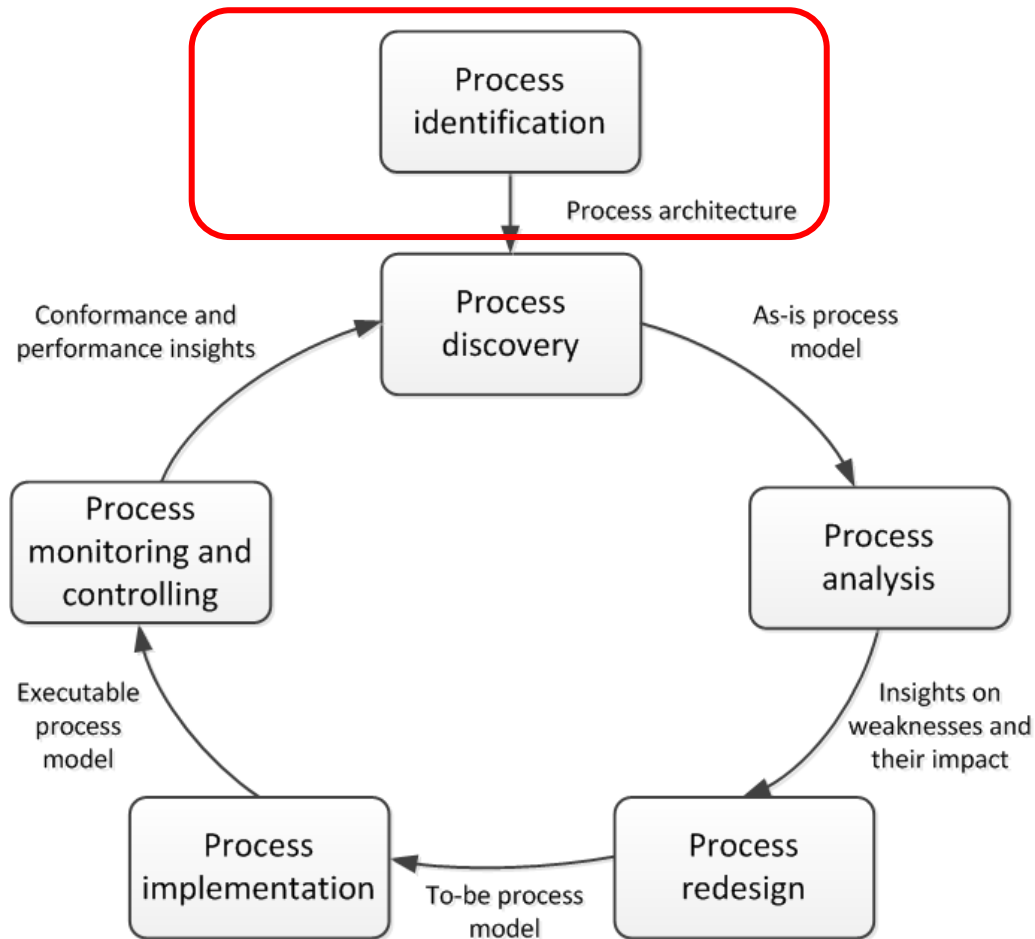 Process
identification
Process architecture
Process
discovery
Conformance and
performance insights
As-is process
model
Process
monitoring and
controlling
Process
analysis
Executable
process
model
Insights on
weaknesses and
their impact
Process
implementation
To-be process
model
Process
redesign